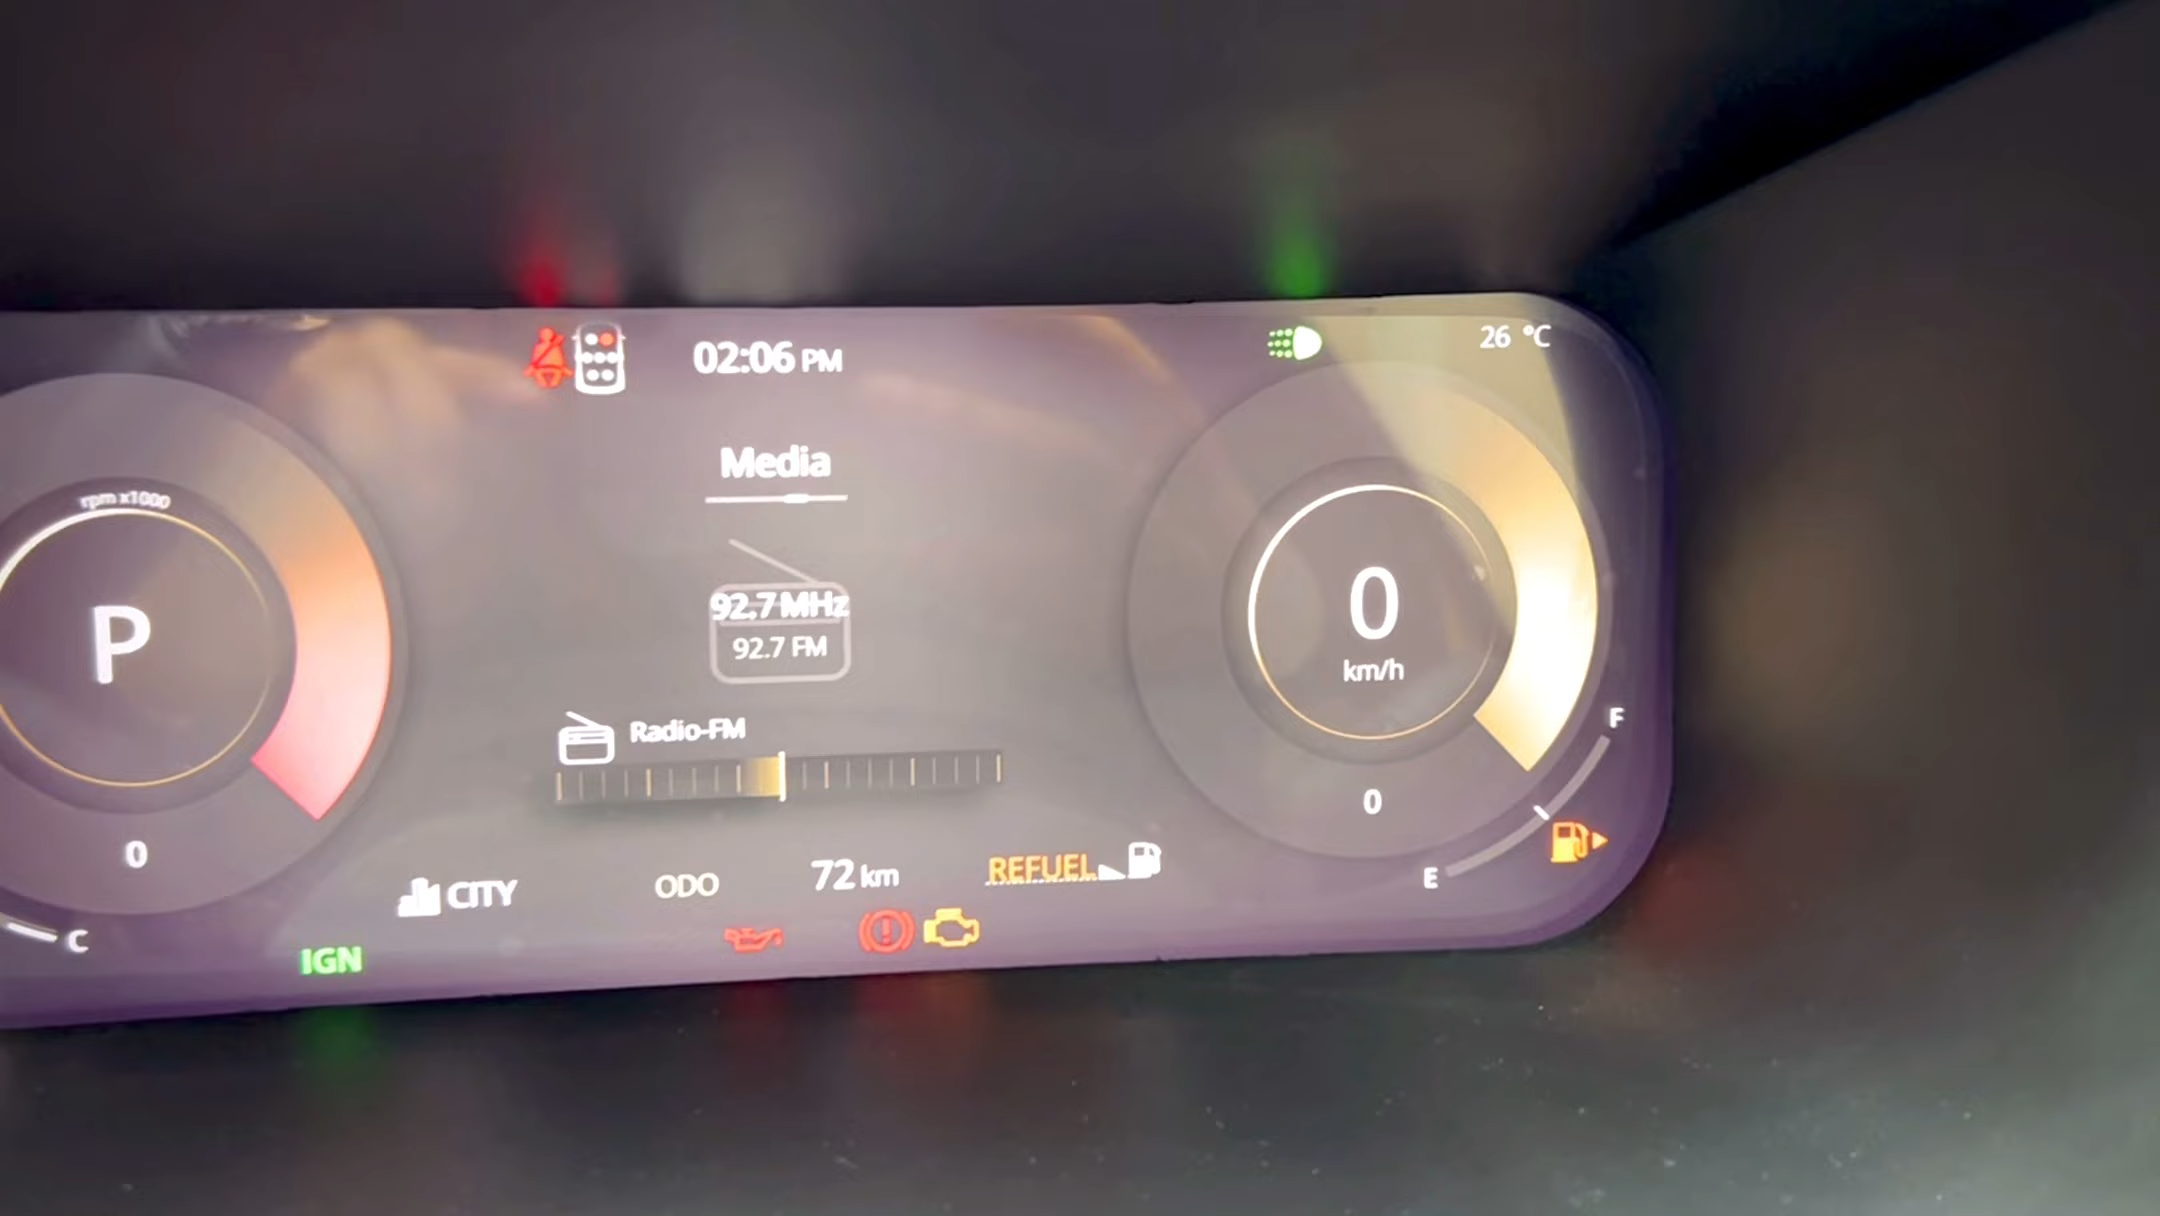 02:06 PM
26 °C
Media
rpm x1000
P
92.7 MHz
92.7 FM
0
km/h
Radio-FM
F
0
0
CITY
ODO
72 km
REFUEL
E
C
IGN